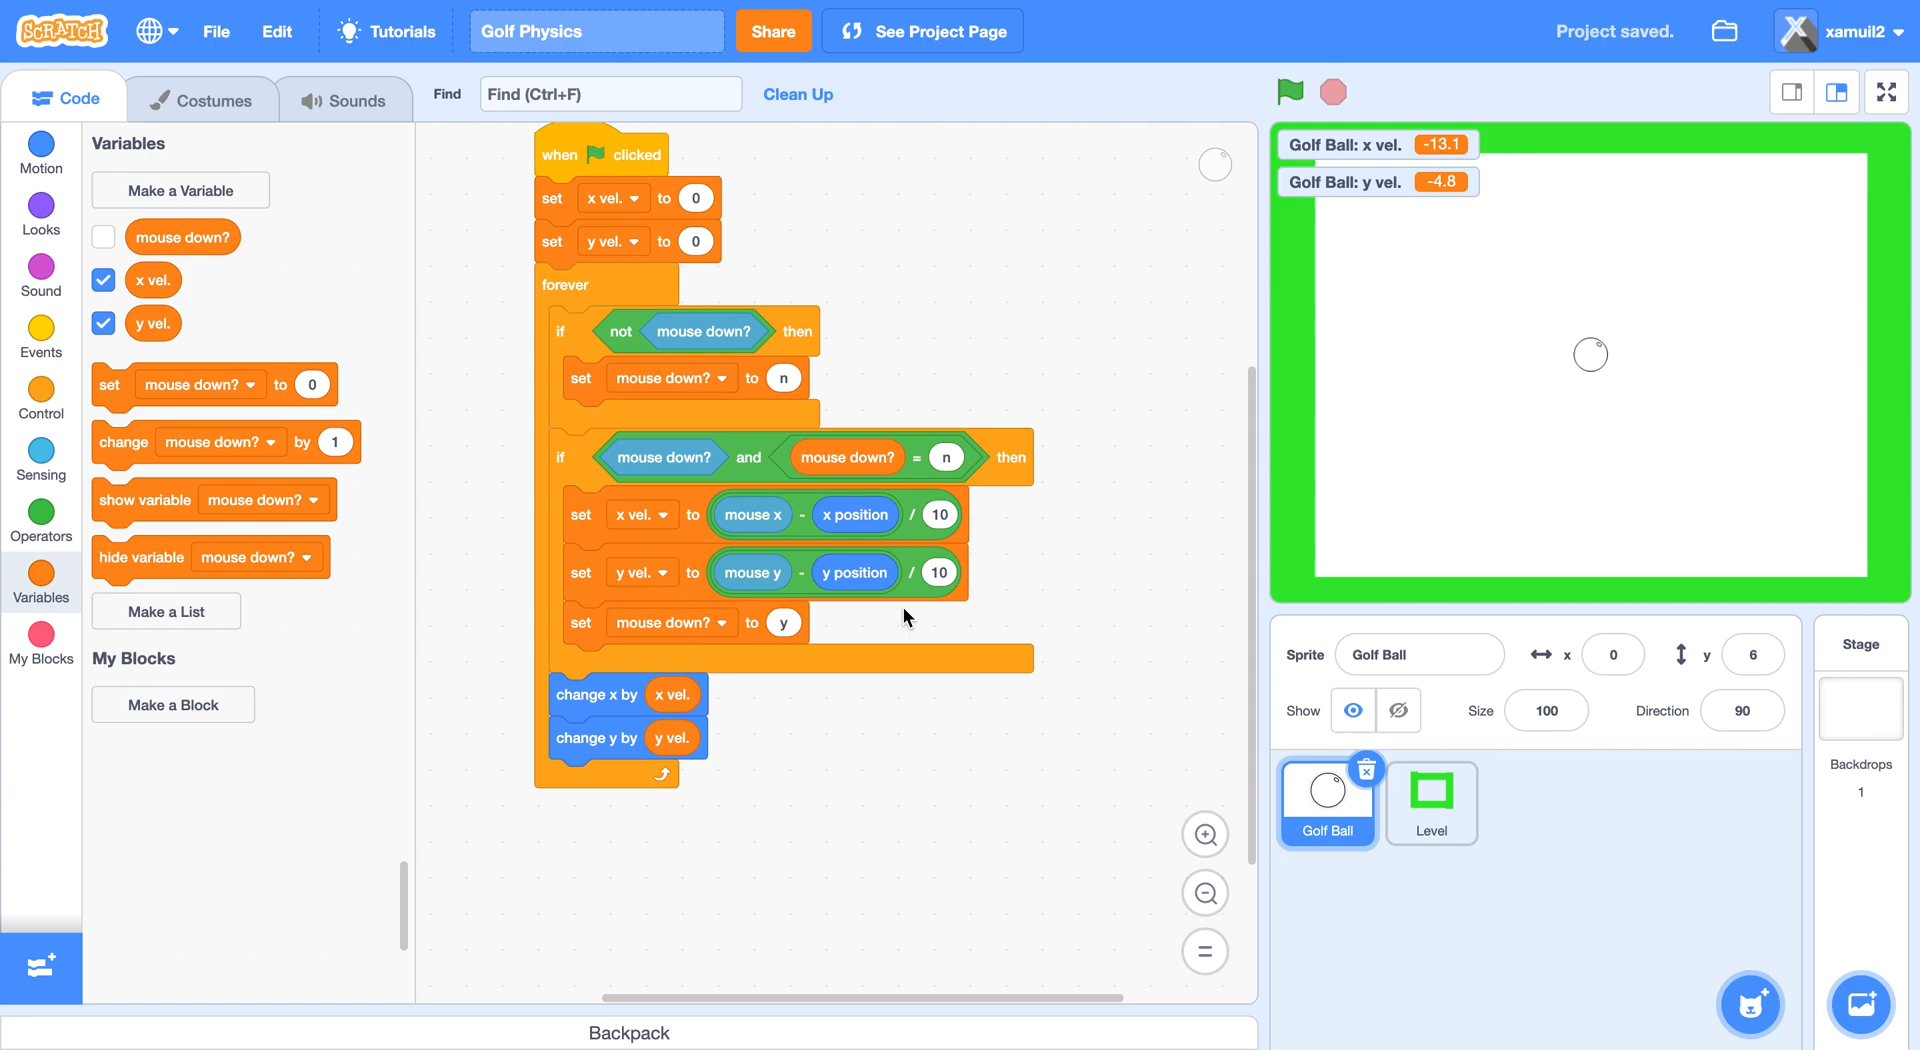 SCRATCH File Edit Tutorials Golf Physics Share See Project Page Project saved. xamuil2
Code Costumes Sounds Find Find (Ctrl+F) Clean Up
Motion
Looks
Sound
Events
Control
Sensing
Operators
Variables
My Blocks
Variables
Make a Variable
mouse down?
x vel.
y vel.
set mouse down? to 0
change mouse down? by 1
show variable mouse down?
hide variable mouse down?
Make a List
My Blocks
Make a Block
when clicked
set x vel. to 0
set y vel. to 0
forever
if not mouse down? then
set mouse down? to n
if mouse down? and mouse down? = n then
set x vel. to mouse x - x position / 10
set y vel. to mouse y - y position / 10
set mouse down? to y
change x by x vel.
change y by y vel.
Backpack
Golf Ball: x vel. -13.1
Golf Ball: y vel. -4.8
Sprite Golf Ball x 0 y 6
Show Size 100 Direction 90
Golf Ball
Level
Stage
Backdrops
1